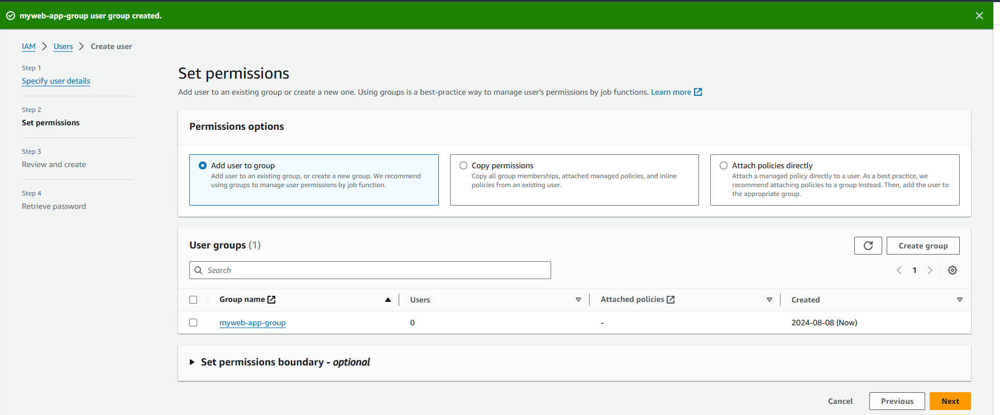 myweb-app-group user group created.
IAM > Users > Create user
Step 1
Specify user details
Step 2
Set permissions
Step 3
Review and create
Step 4
Retrieve password
Set permissions
Add user to an existing group or create a new one. Using groups is a best-practice way to manage user's permissions by job functions. Learn more
Permissions options
Add user to group
Add user to an existing group, or create a new group. We recommend
using groups to manage user permissions by job function.
Copy permissions
Copy all group memberships, attached managed policies, and inline
policies from an existing user.
Attach policies directly
Attach a managed policy directly to a user. As a best practice, we
recommend attaching policies to a group instead. Then, add the user to
the appropriate group.
User groups (1)
Create group
Search
1
Group name Users Attached policies Created
myweb-app-group 0 - 2024-08-08 (Now)
Set permissions boundary - optional
Cancel Previous Next